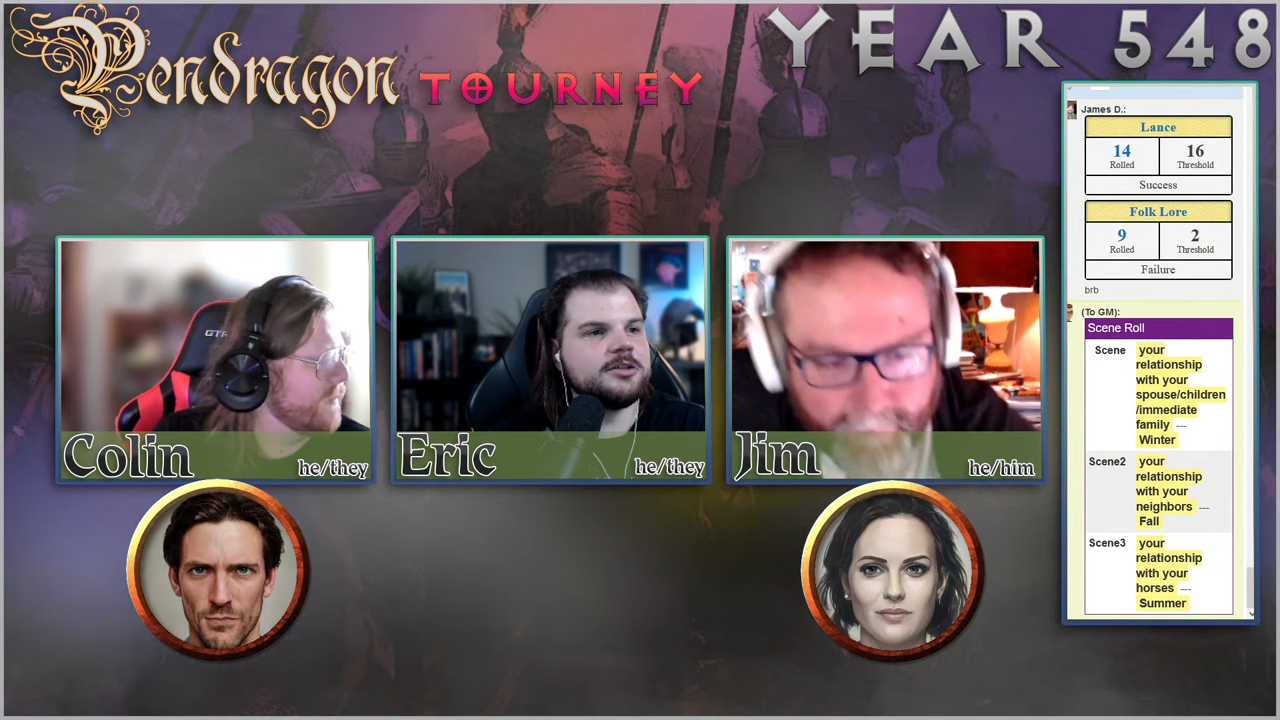 Pendragon TOURNEY
YEAR 548
James D.:
Lance
14 16
Rolled Threshold
Success
Folk Lore
9 2
Rolled Threshold
Failure
brb
(To GM):
Scene Roll
Scene your
relationship
with your
spouse/children
/immediate
family ---
Winter
Scene2 your
relationship
with your
neighbors ---
Fall
Scene3 your
relationship
with your
horses ---
Summer
Colin he/they
Eric he/they
Jim he/him